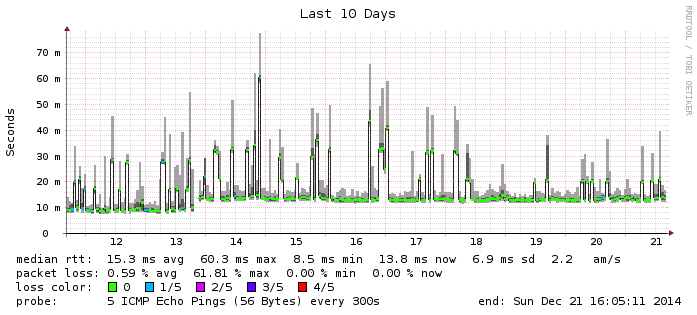 Last 10 Days
RRDTOOL / TOBI OETIKER
Seconds
70 m
60 m
50 m
40 m
30 m
20 m
10 m
0
12 13 14 15 16 17 18 19 20 21
median rtt: 15.3 ms avg 60.3 ms max 8.5 ms min 13.8 ms now 6.9 ms sd 2.2 am/s
packet loss: 0.59 % avg 61.81 % max 0.00 % min 0.00 % now
loss color: 0 1/5 2/5 3/5 4/5
probe: 5 ICMP Echo Pings (56 Bytes) every 300s end: Sun Dec 21 16:05:11 2014